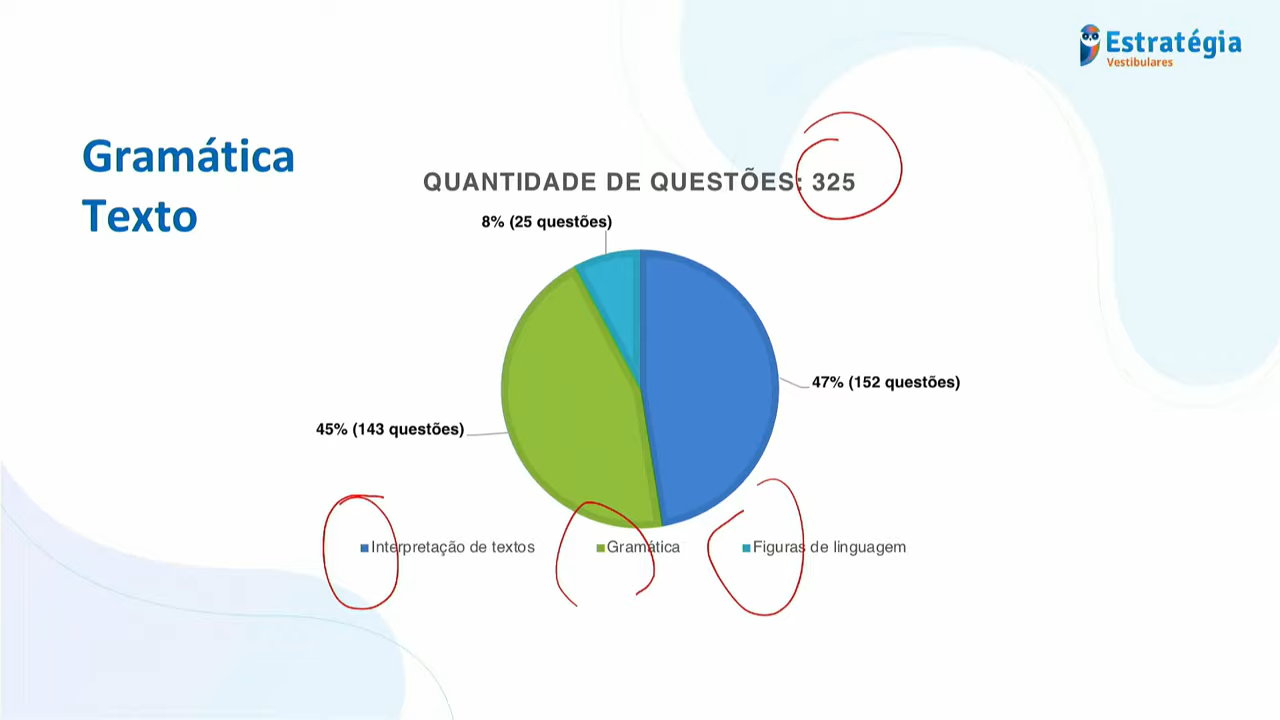 Estratégia
Vestibulares
Gramática
Texto
QUANTIDADE DE QUESTÕES: 325
8% (25 questões)
47% (152 questões)
45% (143 questões)
Interpretação de textos
Gramática
Figuras de linguagem